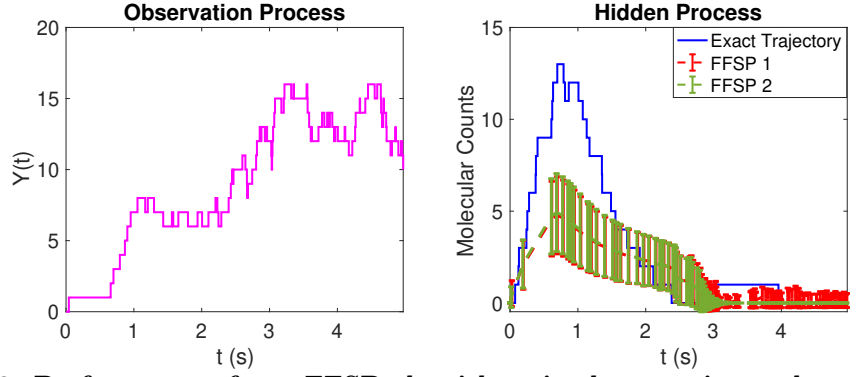 Observation Process
20
15
10
5
0
Y(t)
0 1 2 3 4
t (s)
Hidden Process
15
10
5
0
Molecular Counts
Exact Trajectory
FFSP 1
FFSP 2
0 1 2 3 4
t (s)